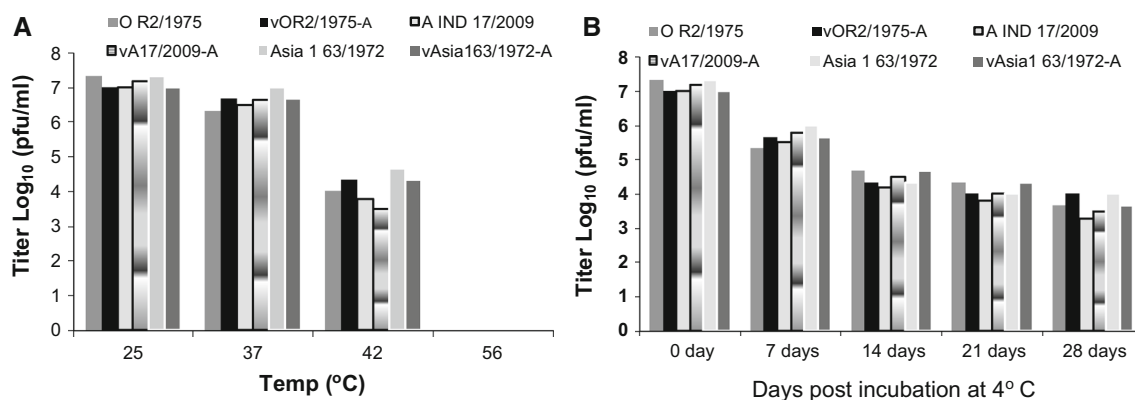 A
O R2/1975 vOR2/1975-A A IND 17/2009
vA17/2009-A Asia 1 63/1972 vAsia163/1972-A
Titer Log10 (pfu/ml)
8
7
6
5
4
3
2
1
0
25 37 42 56
Temp (ºC)
B
O R2/1975 vOR2/1975-A A IND 17/2009
vA17/2009-A Asia 1 63/1972 vAsia1 63/1972-A
Titer Log10 (pfu/ml)
8
7
6
5
4
3
2
1
0
0 day 7 days 14 days 21 days 28 days
Days post incubation at 4º C